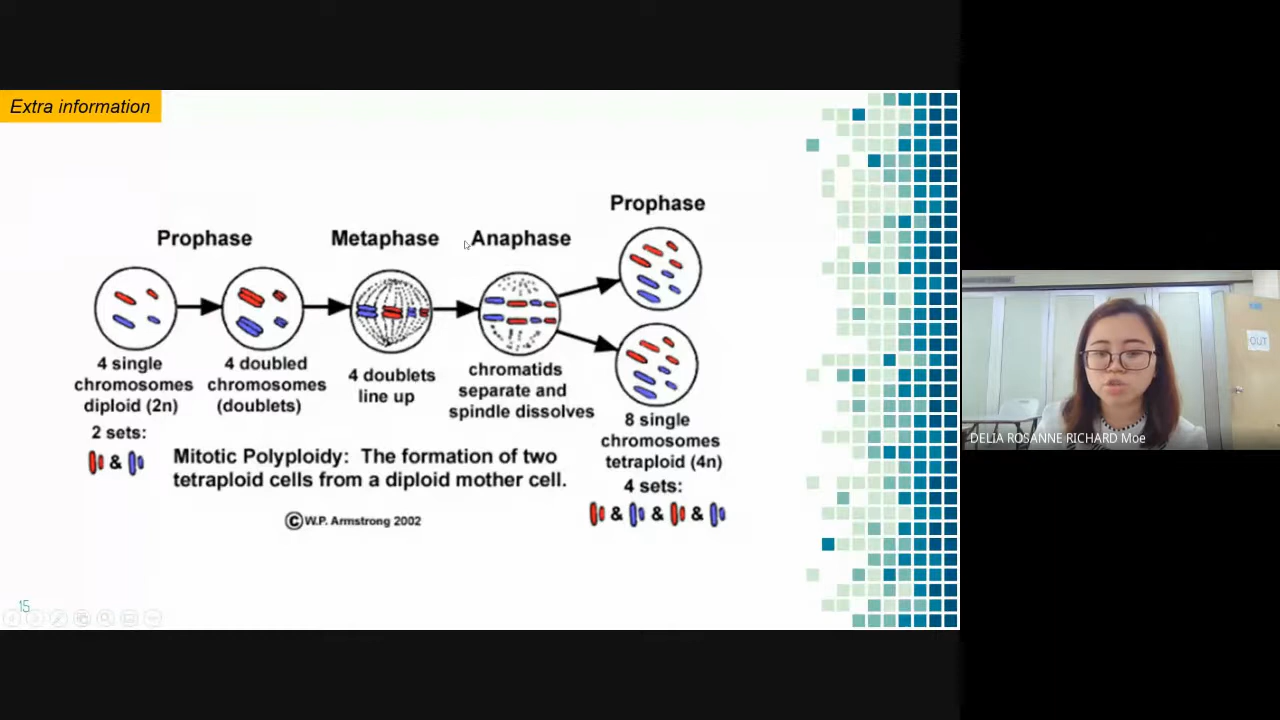 Extra information
Prophase
Prophase
Metaphase
Anaphase
4 single
chromosomes
diploid (2n)
2 sets:
&
4 doubled
chromosomes
(doublets)
4 doublets
line up
chromatids
separate and
spindle dissolves
8 single
chromosomes
tetraploid (4n)
4 sets:
& & &
Mitotic Polyploidy: The formation of two
tetraploid cells from a diploid mother cell.
© W.P. Armstrong 2002
15
OUT
DELIA ROSANNE RICHARD Moe